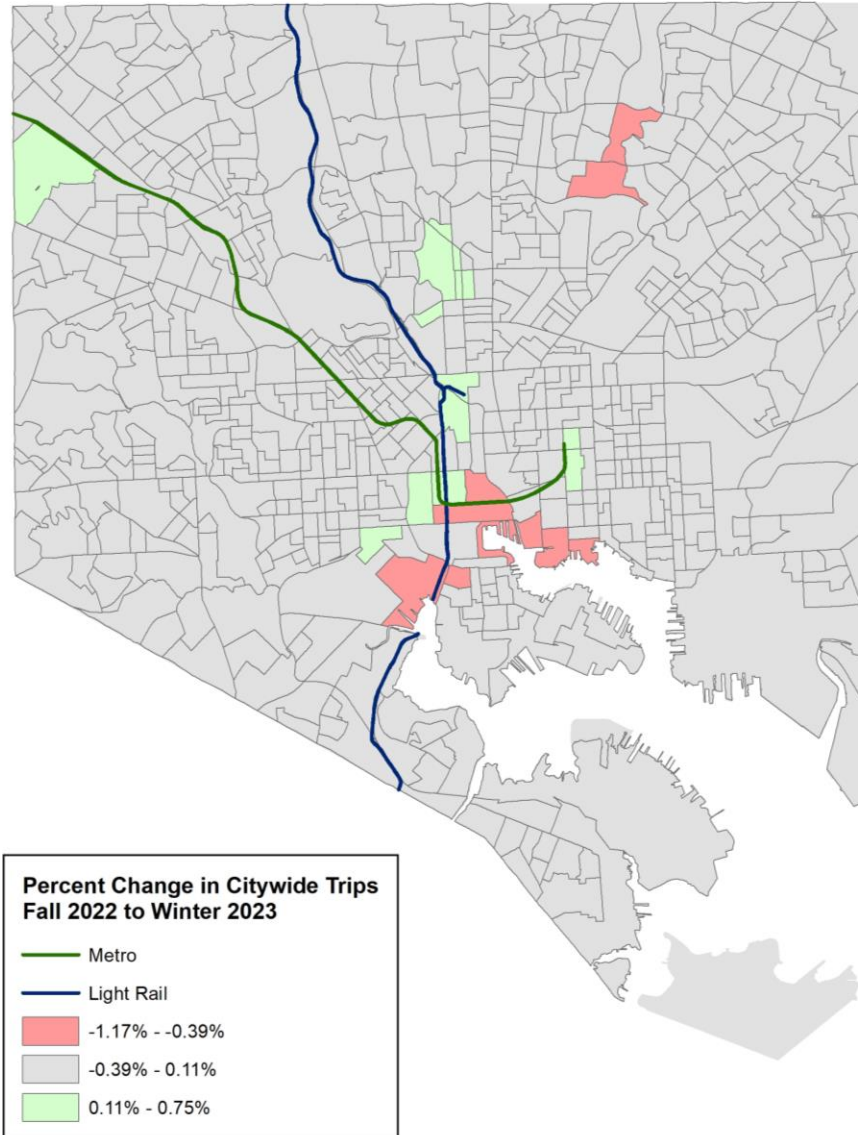 Percent Change in Citywide Trips
Fall 2022 to Winter 2023
Metro
Light Rail
-1.17% - -0.39%
-0.39% - 0.11%
0.11% - 0.75%